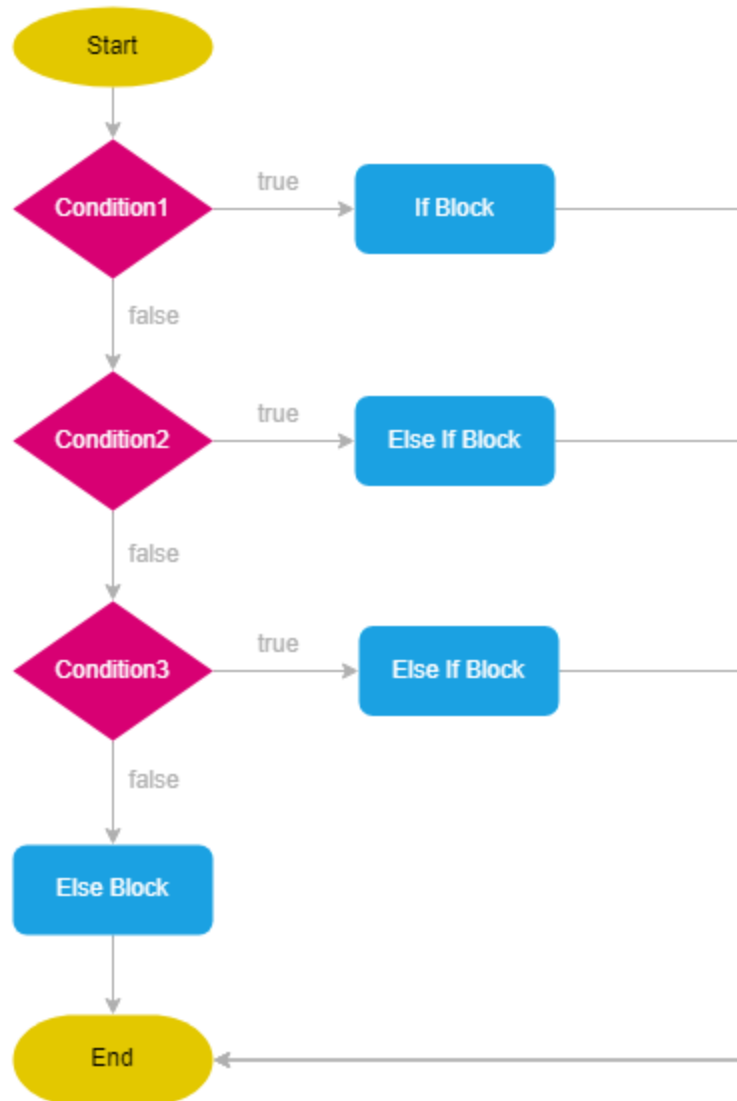 Start
Condition1
true
If Block
false
Condition2
true
Else If Block
false
Condition3
true
Else If Block
false
Else Block
End